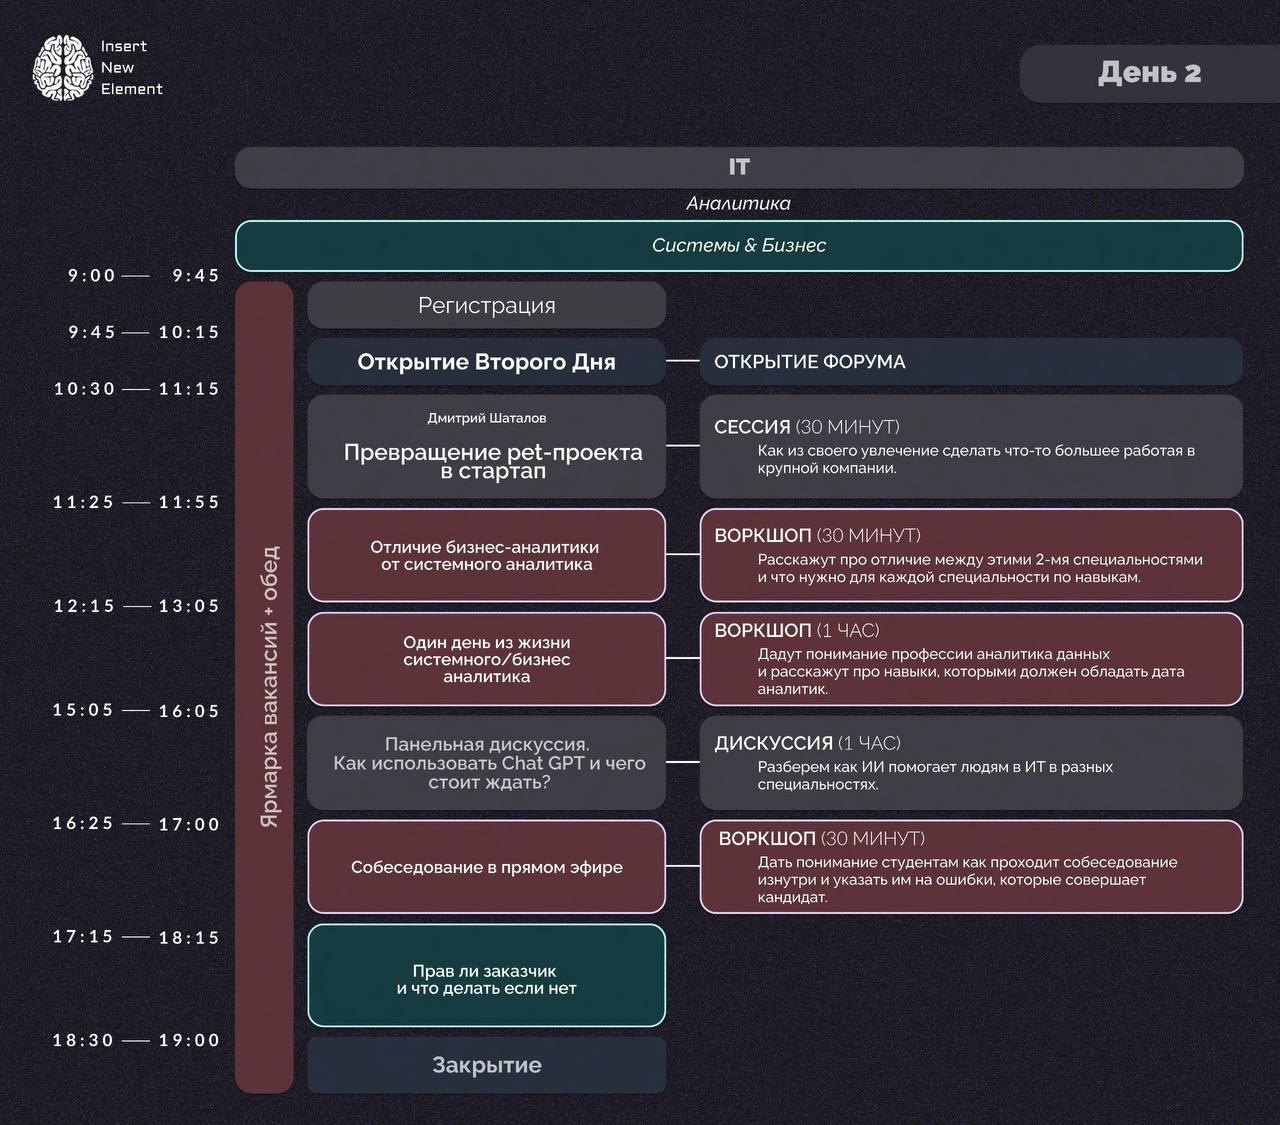 Insert
New
Element
День 2
IT
Аналитика
Системы & Бизнес
9:00 — 9:45
Регистрация
9:45 — 10:15
Открытие Второго Дня
ОТКРЫТИЕ ФОРУМА
10:30 — 11:15
Дмитрий Шаталов
Превращение pet-проекта
в стартап
СЕССИЯ (30 МИНУТ)
Как из своего увлечение сделать что-то большее работая в
крупной компании.
11:25 — 11:55
Отличие бизнес-аналитики
от системного аналитика
ВОРКШОП (30 МИНУТ)
Расскажут про отличие между этими 2-мя специальностями
и что нужно для каждой специальности по навыкам.
12:15 — 13:05
Один день из жизни
системного/бизнес
аналитика
ВОРКШОП (1 ЧАС)
Дадут понимание профессии аналитика данных
и расскажут про навыки, которыми должен обладать дата
аналитик.
15:05 — 16:05
Панельная дискуссия.
Как использовать Chat GPT и чего
стоит ждать?
ДИСКУССИЯ (1 ЧАС)
Разберем как ИИ помогает людям в ИТ в разных
специальностях.
16:25 — 17:00
Собеседование в прямом эфире
ВОРКШОП (30 МИНУТ)
Дать понимание студентам как проходит собеседование
изнутри и указать им на ошибки, которые совершает
кандидат.
17:15 — 18:15
Прав ли заказчик
и что делать если нет
18:30 — 19:00
Закрытие
Ярмарка вакансий + обед